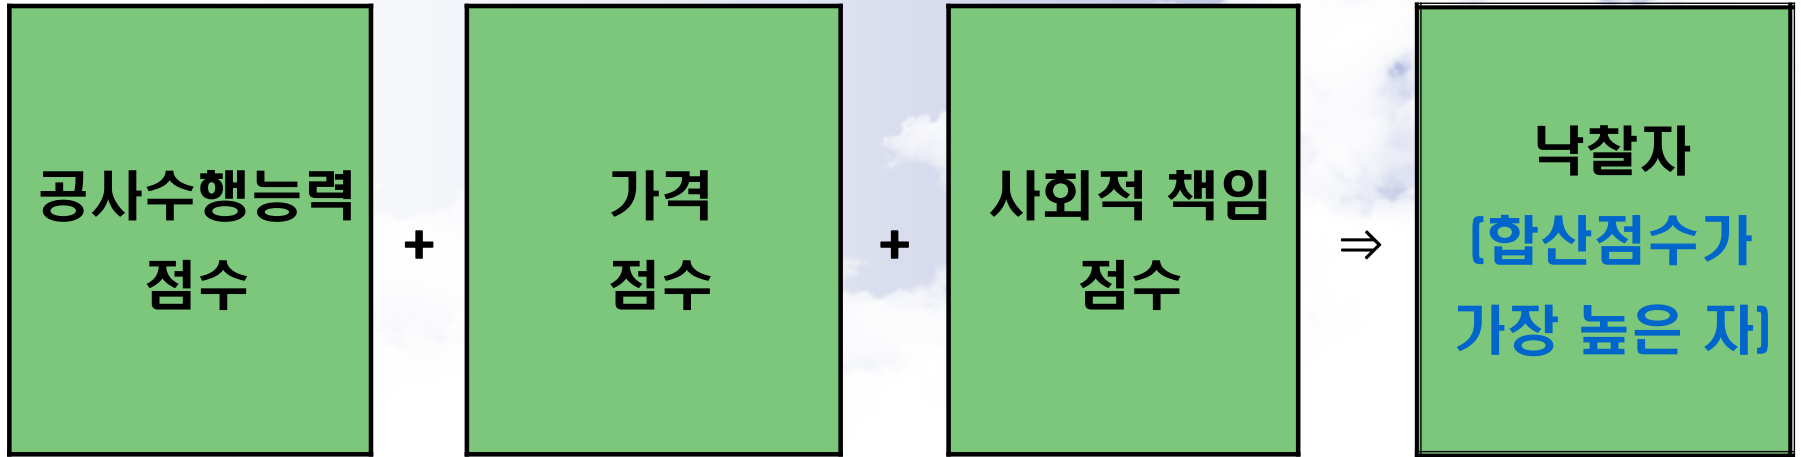 공사수행능력
점수
+
가격
점수
+
사회적 책임
점수
⇒
낙찰자
(합산점수가
가장 높은 자)